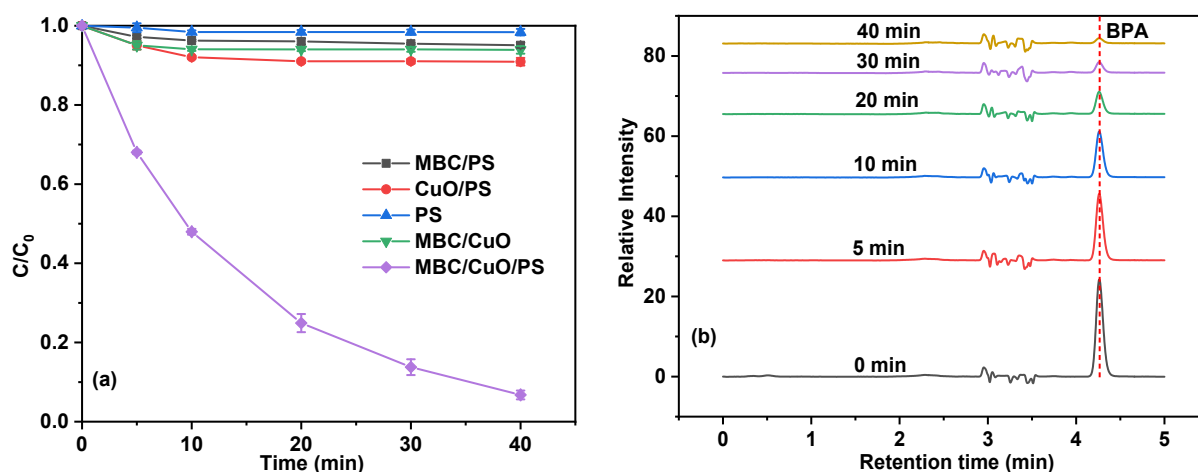 1.0
0.8
0.6
0.4
0.2
0.0
C/C0
0
10
20
30
40
Time (min)
MBC/PS
CuO/PS
PS
MBC/CuO
MBC/CuO/PS
(a)
80
60
40
20
0
Relative Intensity
40 min
BPA
30 min
20 min
10 min
5 min
0 min
(b)
0
1
2
3
4
5
Retention time (min)